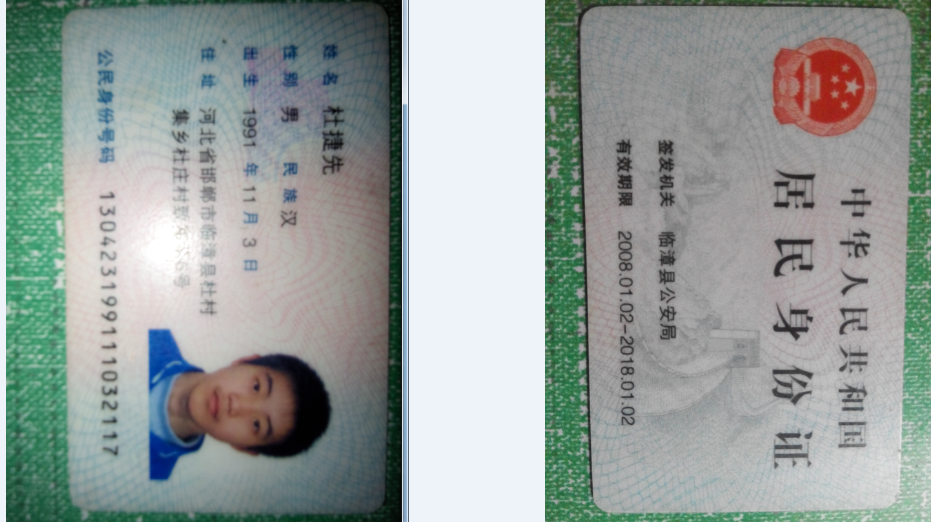 姓名 杜捷先
性别 男 民族 汉
出生 1991 年 11 月 3 日
住址 河北省邯郸市临漳县杜村
集乡杜庄村 号
公民身份号码 130423199111032117
中华人民共和国
居民身份证
签发机关 临漳县公安局
有效期限 2008.01.02-2018.01.02